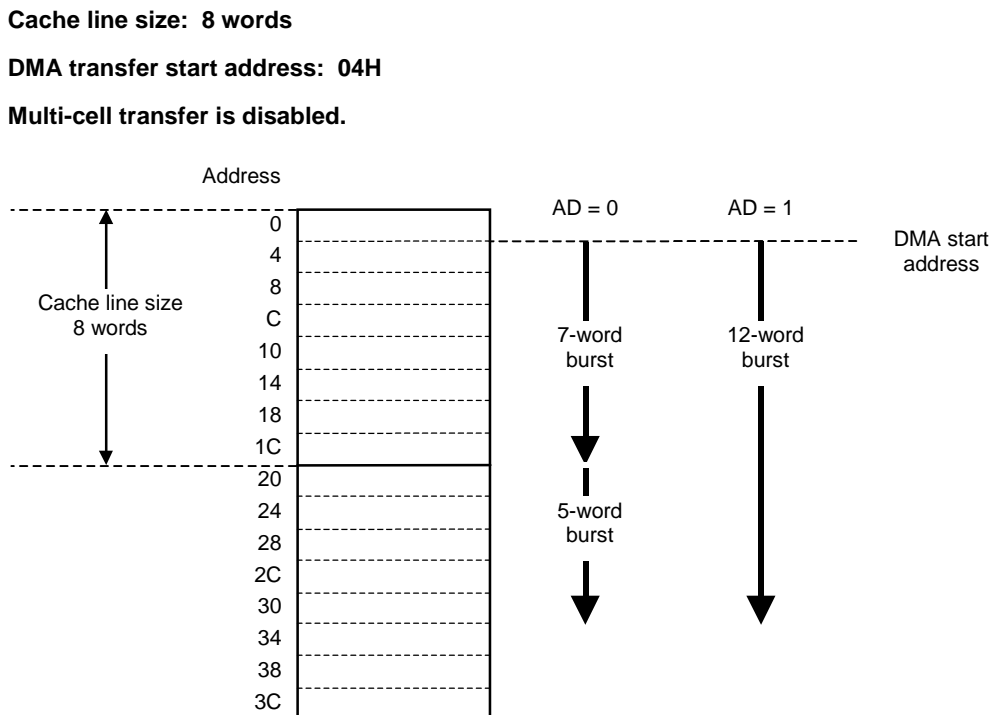 Cache line size:  8 words
DMA transfer start address:  04H
Multi-cell transfer is disabled.
Address
AD = 0
AD = 1
DMA start
address
0
4
8
C
10
14
18
1C
20
24
28
2C
30
34
38
3C
Cache line size
8 words
7-word
burst
12-word
burst
5-word
burst